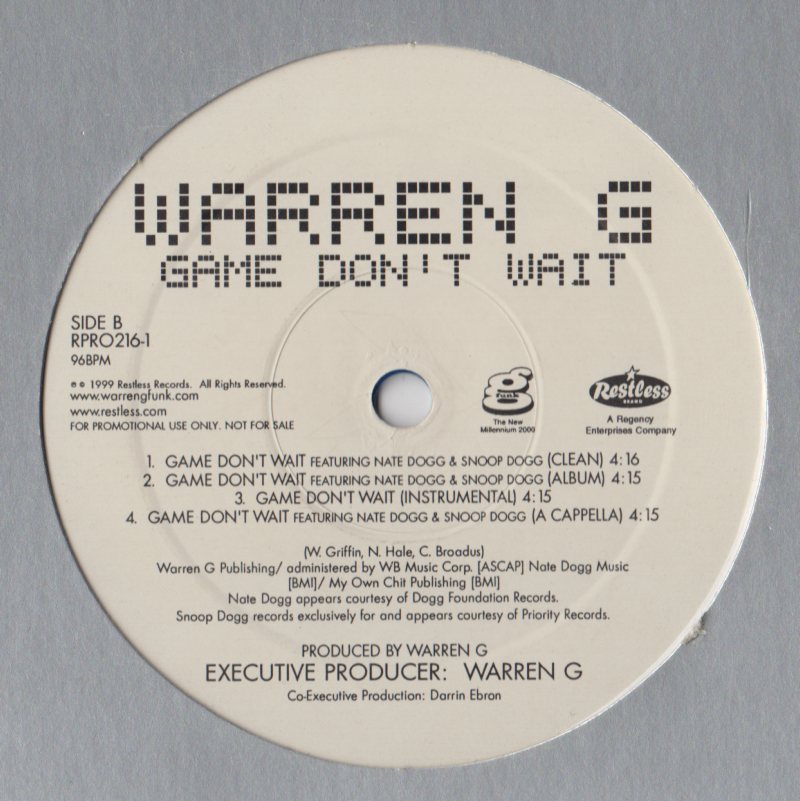 WARREN G
GAME DON'T WAIT
SIDE B
RPRO216-1
96BPM
℗ © 1999 Restless Records. All Rights Reserved.
www.warrengfunk.com
www.restless.com
FOR PROMOTIONAL USE ONLY. NOT FOR SALE
g funk
The New
Millennium 2000
Restless
BRAND
A Regency
Enterprises Company
1. GAME DON'T WAIT FEATURING NATE DOGG & SNOOP DOGG (CLEAN) 4:16
2. GAME DON'T WAIT FEATURING NATE DOGG & SNOOP DOGG (ALBUM) 4:15
3. GAME DON'T WAIT (INSTRUMENTAL) 4:15
4. GAME DON'T WAIT FEATURING NATE DOGG & SNOOP DOGG (A CAPPELLA) 4:15
(W. Griffin, N. Hale, C. Broadus)
Warren G Publishing/ administered by WB Music Corp. [ASCAP] Nate Dogg Music
[BMI]/ My Own Chit Publishing [BMI]
Nate Dogg appears courtesy of Dogg Foundation Records.
Snoop Dogg records exclusively for and appears courtesy of Priority Records.
PRODUCED BY WARREN G
EXECUTIVE PRODUCER: WARREN G
Co-Executive Production: Darrin Ebron